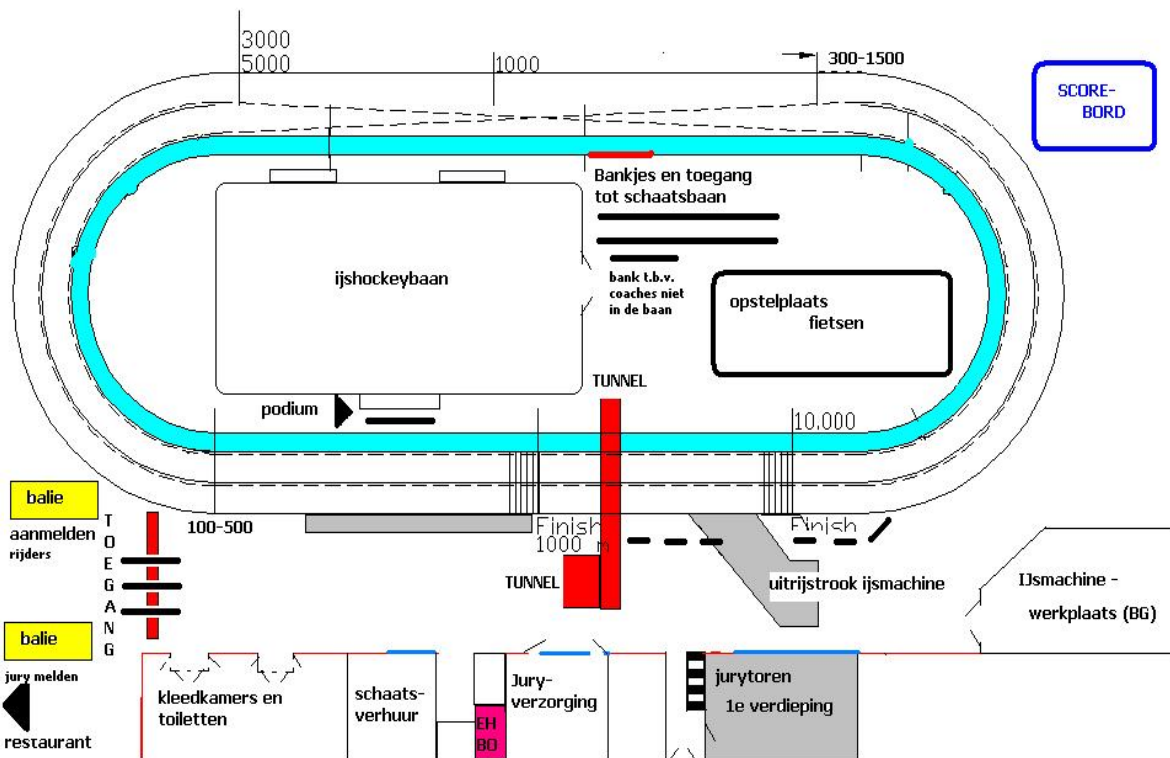 3000
5000
1000
300-1500
SCORE-
BORD
Bankjes en toegang
tot schaatsbaan
ijshockeybaan
bank t.b.v.
coaches niet
in de baan
opstelplaats
fietsen
TUNNEL
podium
10.000
balie
aanmelden
rijders
TOEGANG
100-500
Finish
1000 m
Finish
TUNNEL
uitrijstrook ijsmachine
IJsmachine -
werkplaats (BG)
balie
jury melden
restaurant
kleedkamers en
toiletten
schaats-
verhuur
EH
BO
Jury-
verzorging
jurytoren
1e verdieping